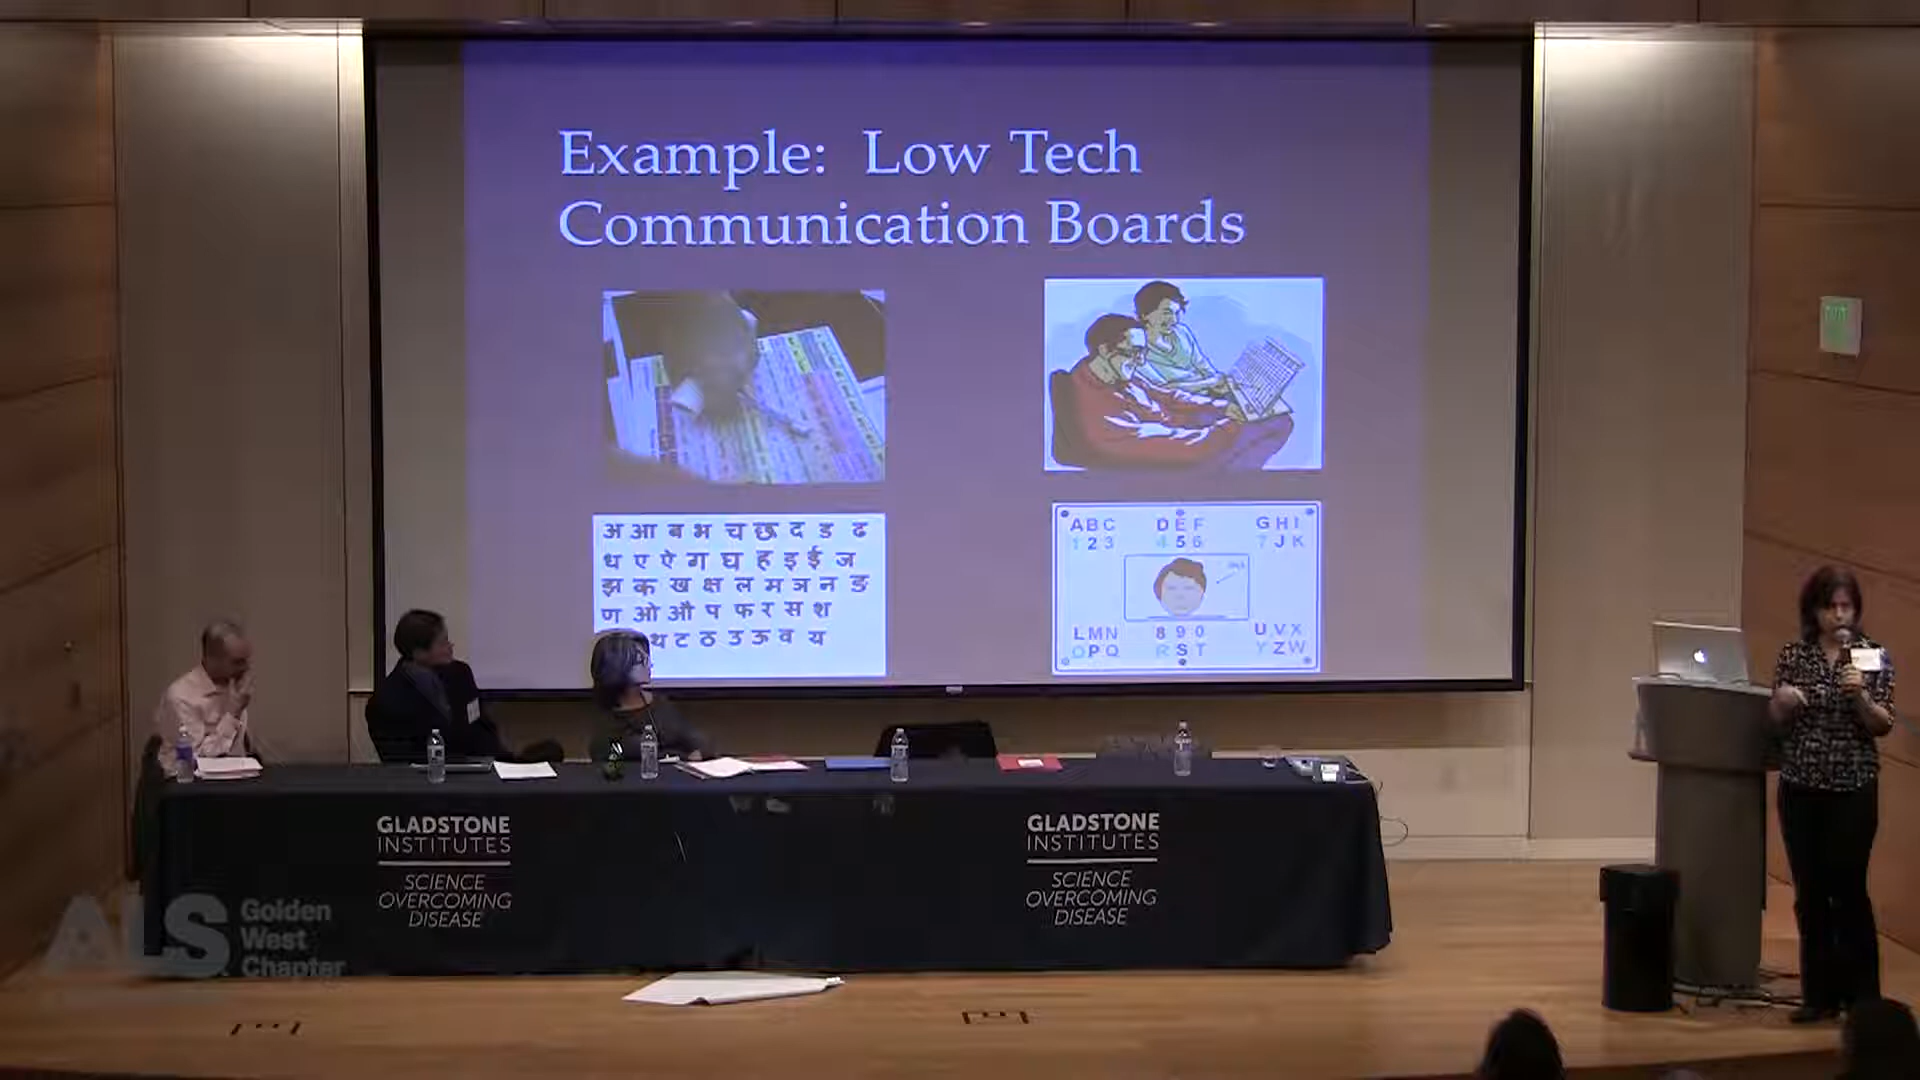 Example: Low Tech
Communication Boards
अ आ ब भ च छ द ड ढ
ध ए ऐ ग घ ह इ ई ज
झ क ख क्ष ल म ञ न ङ
ण ओ औ प फ र स श
थ ट ठ उ ऊ व य
ABC DEF GHI
123 456 7JK
LMN 890 UVX
OPQ RST YZW
GLADSTONE
INSTITUTES
SCIENCE
OVERCOMING
DISEASE
GLADSTONE
INSTITUTES
SCIENCE
OVERCOMING
DISEASE
ALS Golden
West
Chapter